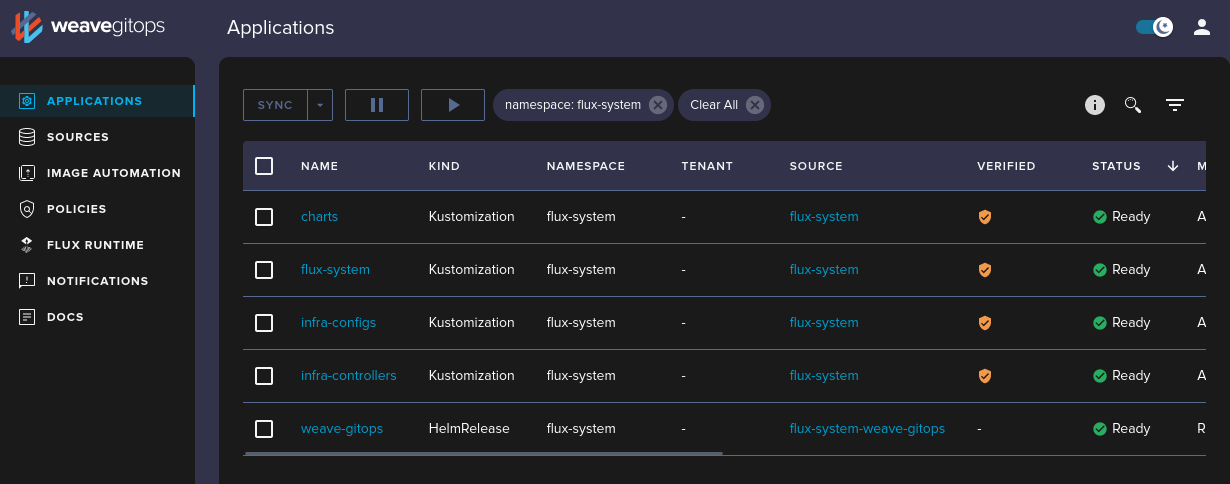 weavegitops
Applications
APPLICATIONS
SOURCES
IMAGE AUTOMATION
POLICIES
FLUX RUNTIME
NOTIFICATIONS
DOCS
SYNC
namespace: flux-system
Clear All
NAME KIND NAMESPACE TENANT SOURCE VERIFIED STATUS M
charts Kustomization flux-system - flux-system Ready A
flux-system Kustomization flux-system - flux-system Ready A
infra-configs Kustomization flux-system - flux-system Ready A
infra-controllers Kustomization flux-system - flux-system Ready A
weave-gitops HelmRelease flux-system - flux-system-weave-gitops - Ready R